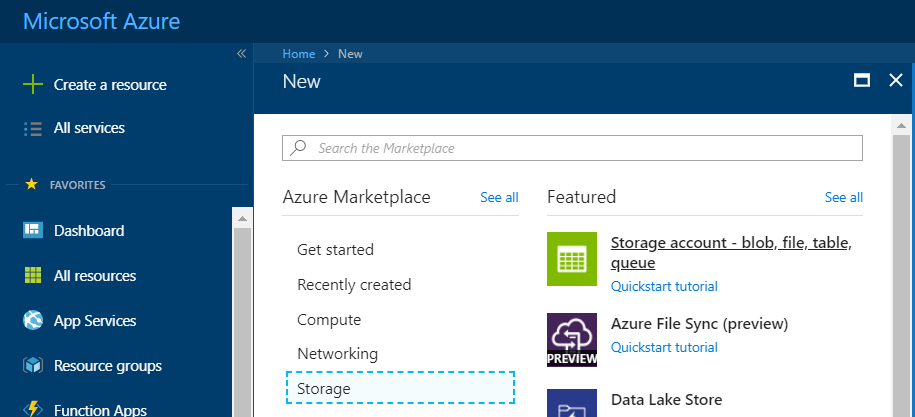 Microsoft Azure
«
Home > New
Create a resource
All services
FAVORITES
Dashboard
All resources
App Services
Resource groups
Function Apps
New
Search the Marketplace
Azure Marketplace
See all
Get started
Recently created
Compute
Networking
Storage
Featured
See all
Storage account - blob, file, table,
queue
Quickstart tutorial
PREVIEW
Azure File Sync (preview)
Quickstart tutorial
Data Lake Store